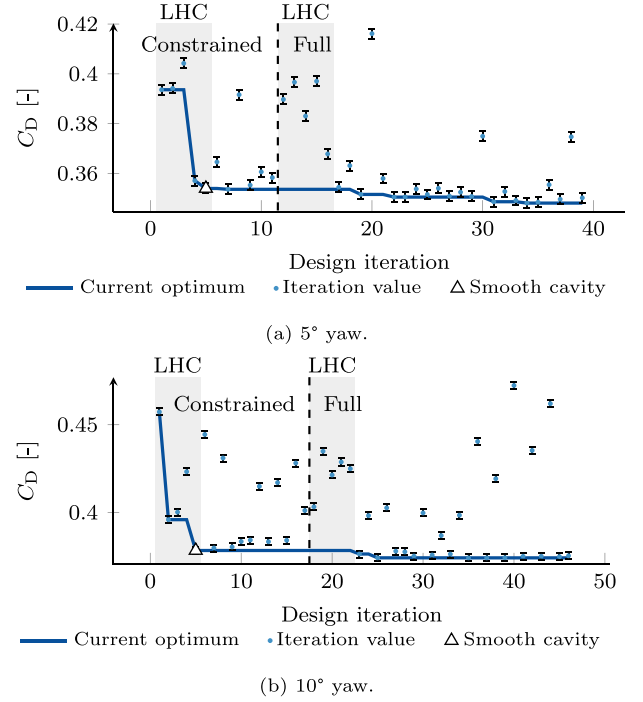 LHC LHC
0.42
Constrained Full
0.4
0.38
0.36
C_D [-]
0 10 20 30 40
Design iteration
Current optimum Iteration value Smooth cavity
(a) 5° yaw.
LHC LHC
Constrained Full
0.45
0.4
C_D [-]
0 10 20 30 40 50
Design iteration
Current optimum Iteration value Smooth cavity
(b) 10° yaw.